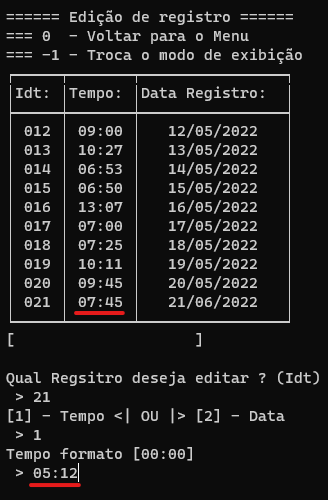 ====== Edição de registro ======
=== 0  - Voltar para o Menu
=== -1 - Troca o modo de exibição
Idt: Tempo: Data Registro:
012 09:00 12/05/2022
013 10:27 13/05/2022
014 06:53 14/05/2022
015 06:50 15/05/2022
016 13:07 16/05/2022
017 07:00 17/05/2022
018 07:25 18/05/2022
019 10:11 19/05/2022
020 09:45 20/05/2022
021 07:45 21/06/2022
[                    ]
Qual Regsitro deseja editar ? (Idt)
> 21
[1] - Tempo <| OU |> [2] - Data
> 1
Tempo formato [00:00]
> 05:12